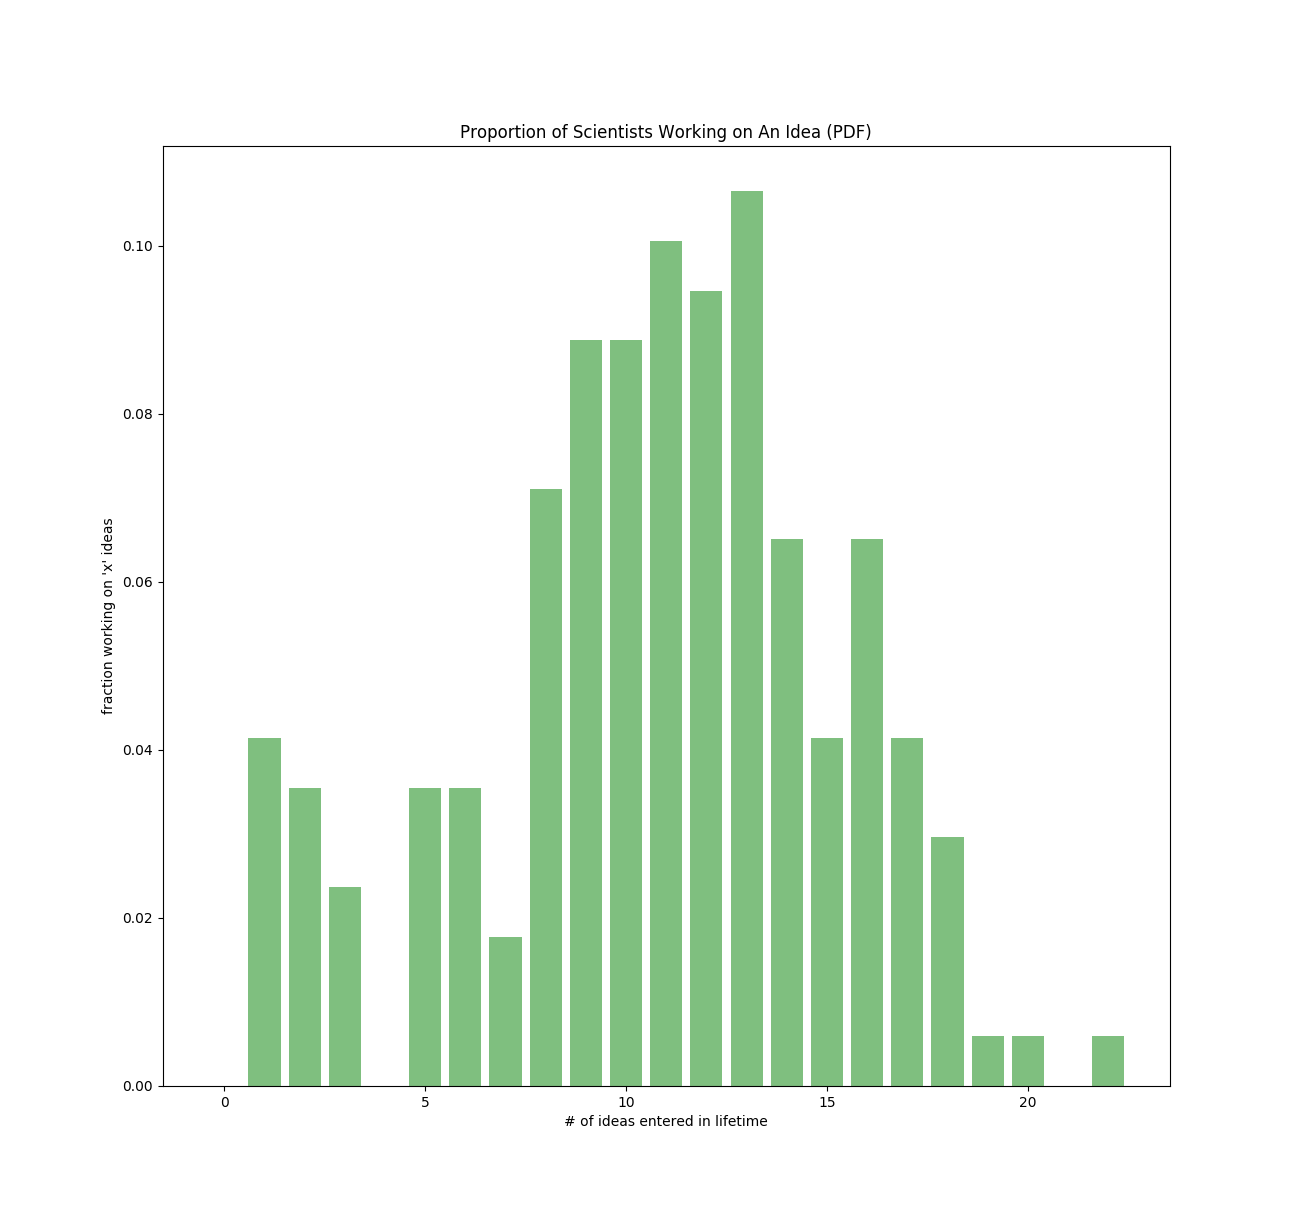 Proportion of Scientists Working on An Idea (PDF)
0.10
0.08
0.06
0.04
0.02
0.00
fraction working on 'x' ideas
0 5 10 15 20
# of ideas entered in lifetime